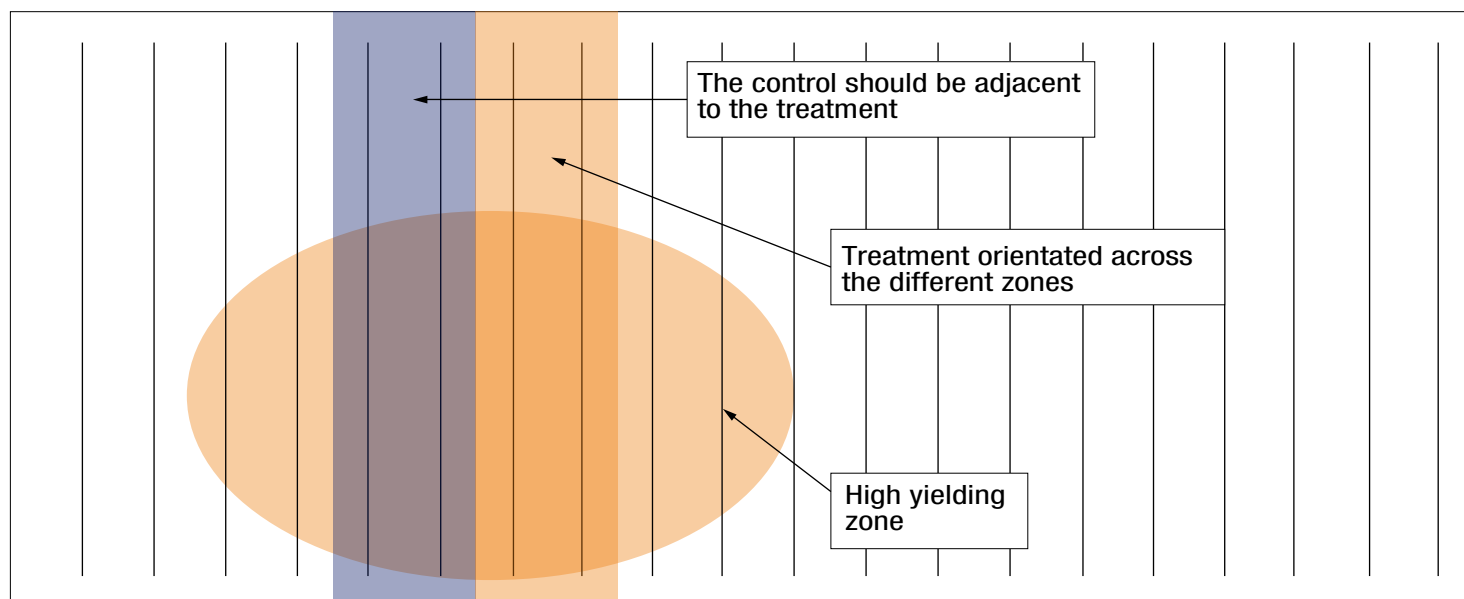 The control should be adjacent
to the treatment
Treatment orientated across
the different zones
High yielding
zone